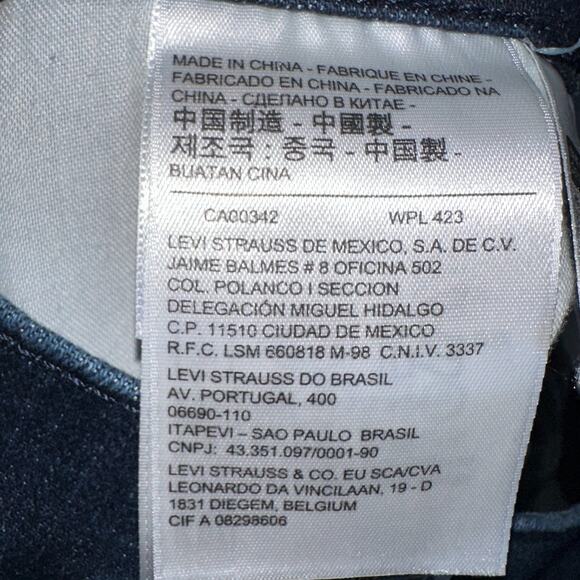 MADE IN CHINA - FABRIQUE EN CHINE -
FABRICADO EN CHINA - FABRICADO NA
CHINA - СДЕЛАНО В КИТАЕ -
中国制造 - 中國製 -
제조국 : 중국 - 中国製 -
BUATAN CINA
CA00342 WPL 423
LEVI STRAUSS DE MEXICO, S.A. DE C.V.
JAIME BALMES # 8 OFICINA 502
COL. POLANCO I SECCION
DELEGACIÓN MIGUEL HIDALGO
C.P. 11510 CIUDAD DE MEXICO
R.F.C. LSM 660818 M-98 C.N.I.V. 3337
LEVI STRAUSS DO BRASIL
AV. PORTUGAL, 400
06690-110
ITAPEVI – SAO PAULO BRASIL
CNPJ: 43.351.097/0001-90
LEVI STRAUSS & CO. EU SCA/CVA
LEONARDO DA VINCILAAN, 19 - D
1831 DIEGEM, BELGIUM
CIF A 08298606